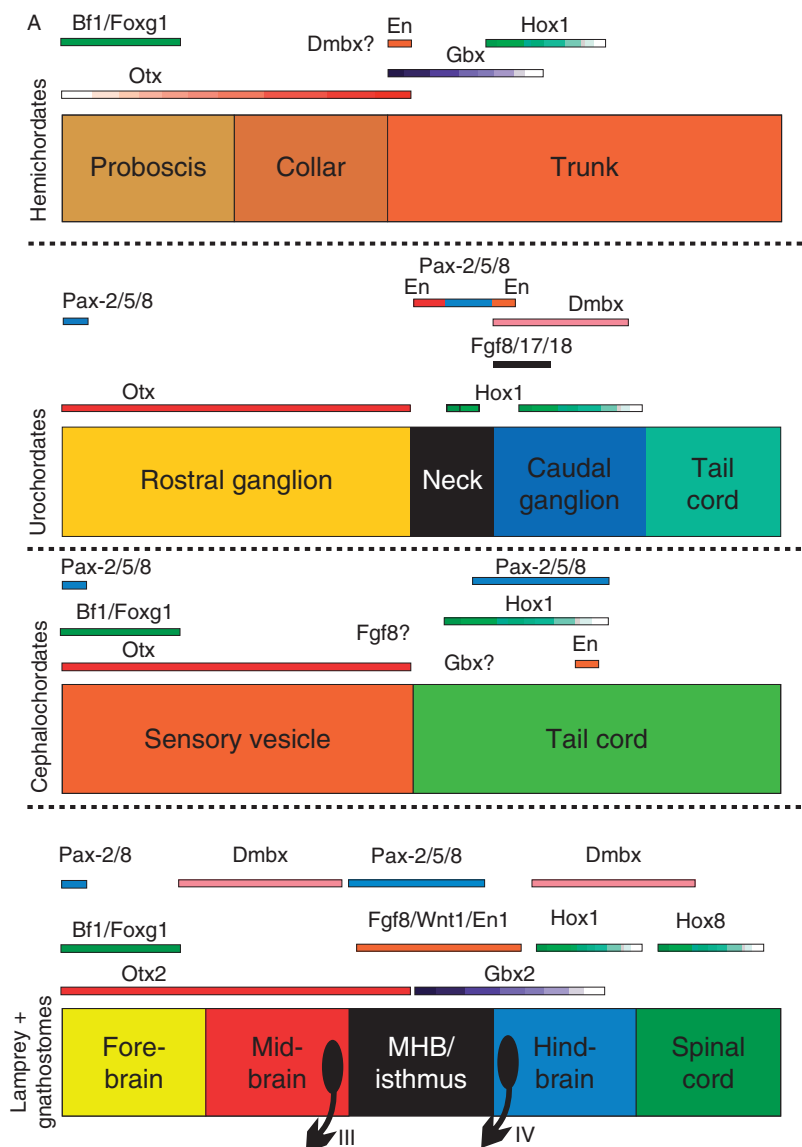 A
Bf1/Foxg1
En
Hox1
Dmbx?
Gbx
Otx
Hemichordates
Proboscis
Collar
Trunk
Pax-2/5/8
Pax-2/5/8
En
En
Dmbx
Fgf8/17/18
Otx
Hox1
Urochordates
Rostral ganglion
Neck
Caudal
ganglion
Tail
cord
Pax-2/5/8
Pax-2/5/8
Bf1/Foxg1
Hox1
Fgf8?
Otx
Gbx?
En
Cephalochordates
Sensory vesicle
Tail cord
Pax-2/8
Dmbx
Pax-2/5/8
Dmbx
Bf1/Foxg1
Fgf8/Wnt1/En1
Hox1
Hox8
Otx2
Gbx2
Lamprey +
gnathostomes
Fore-
brain
Mid-
brain
MHB/
isthmus
Hind-
brain
Spinal
cord
III
IV